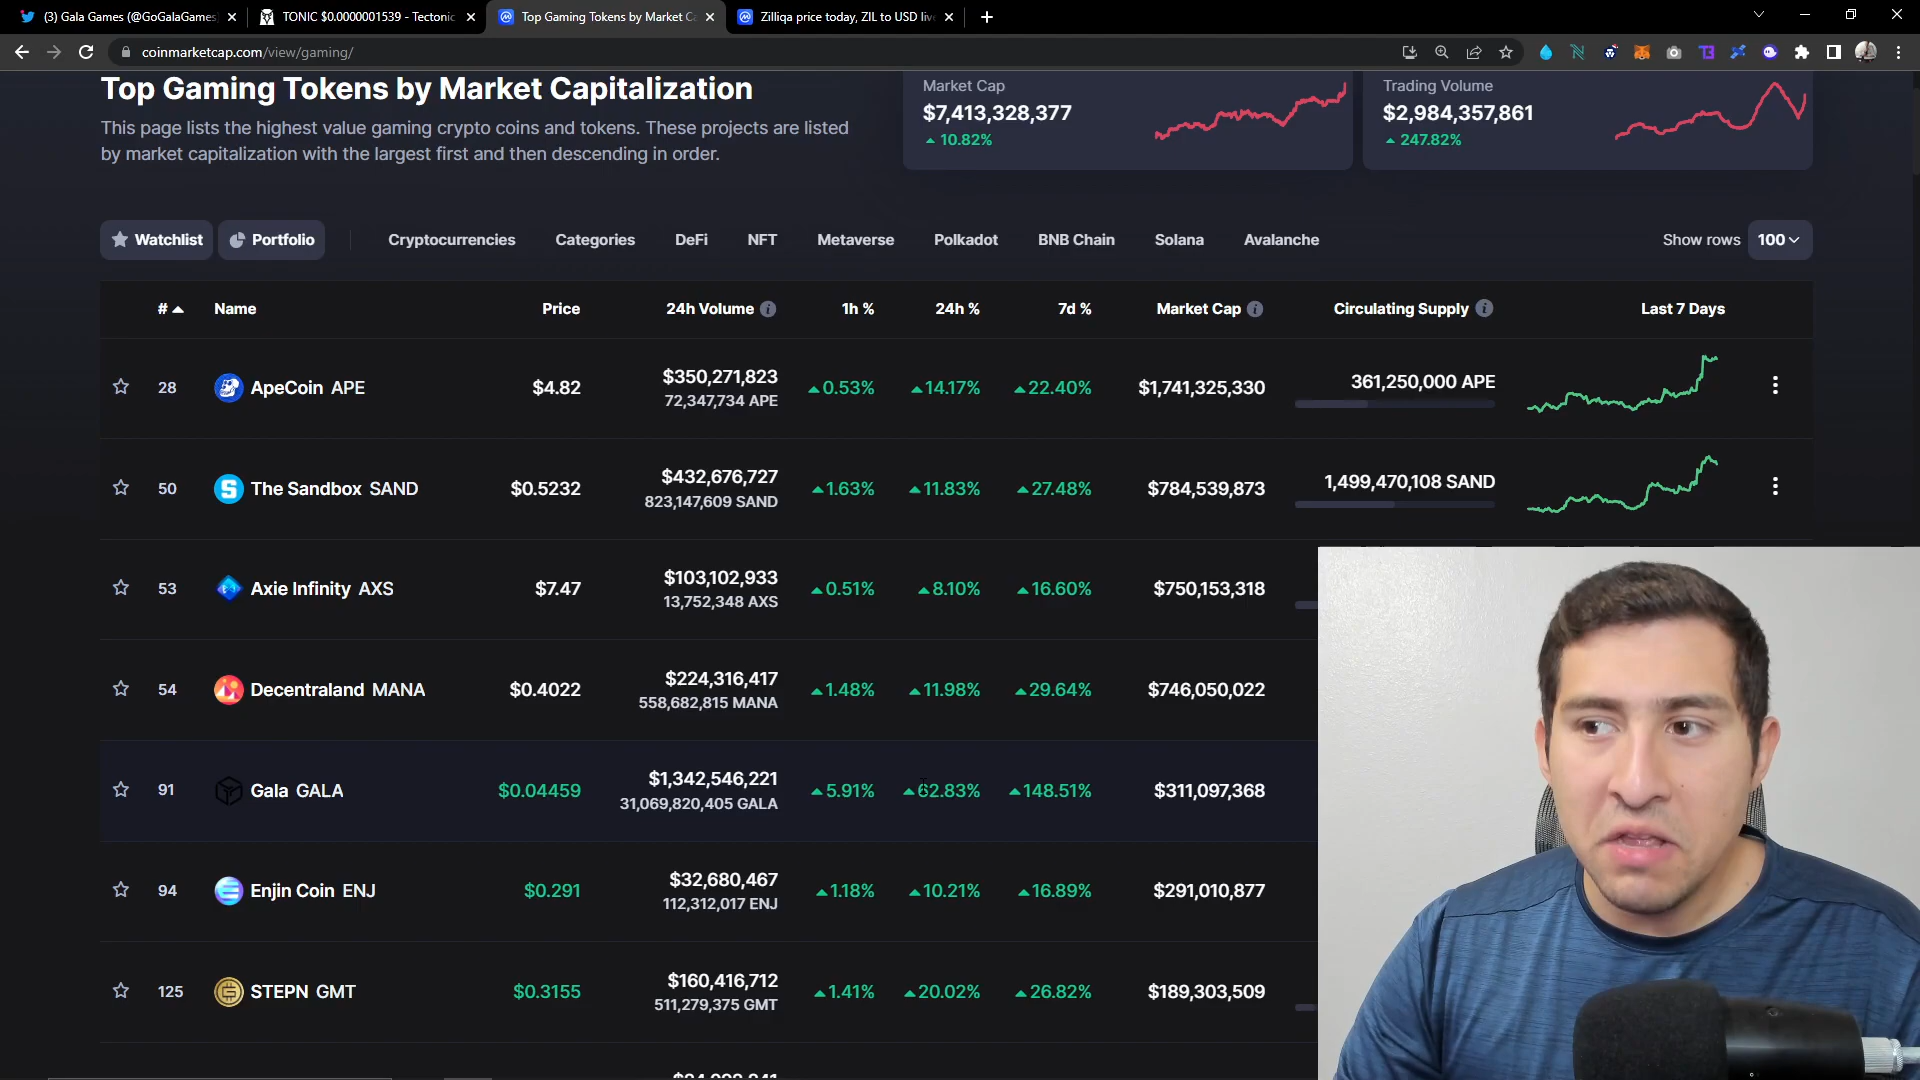 (3) Gala Games (@GoGalaGames
TONIC $0.0000001539 - Tectonic
Top Gaming Tokens by Market Ca
Zilliqa price today, ZIL to USD live
coinmarketcap.com/view/gaming/
Top Gaming Tokens by Market Capitalization
This page lists the highest value gaming crypto coins and tokens. These projects are listed
by market capitalization with the largest first and then descending in order.
Market Cap
$7,413,328,377
10.82%
Trading Volume
$2,984,357,861
247.82%
Watchlist Portfolio Cryptocurrencies Categories DeFi NFT Metaverse Polkadot BNB Chain Solana Avalanche Show rows 100
# Name Price 24h Volume 1h % 24h % 7d % Market Cap Circulating Supply Last 7 Days
28 ApeCoin APE $4.82 $350,271,823 0.53% 14.17% 22.40% $1,741,325,330 361,250,000 APE
72,347,734 APE
50 The Sandbox SAND $0.5232 $432,676,727 1.63% 11.83% 27.48% $784,539,873 1,499,470,108 SAND
823,147,609 SAND
53 Axie Infinity AXS $7.47 $103,102,933 0.51% 8.10% 16.60% $750,153,318
13,752,348 AXS
54 Decentraland MANA $0.4022 $224,316,417 1.48% 11.98% 29.64% $746,050,022
558,682,815 MANA
91 Gala GALA $0.04459 $1,342,546,221 5.91% 62.83% 148.51% $311,097,368
31,069,820,405 GALA
94 Enjin Coin ENJ $0.291 $32,680,467 1.18% 10.21% 16.89% $291,010,877
112,312,017 ENJ
125 STEPN GMT $0.3155 $160,416,712 1.41% 20.02% 26.82% $189,303,509
511,279,375 GMT